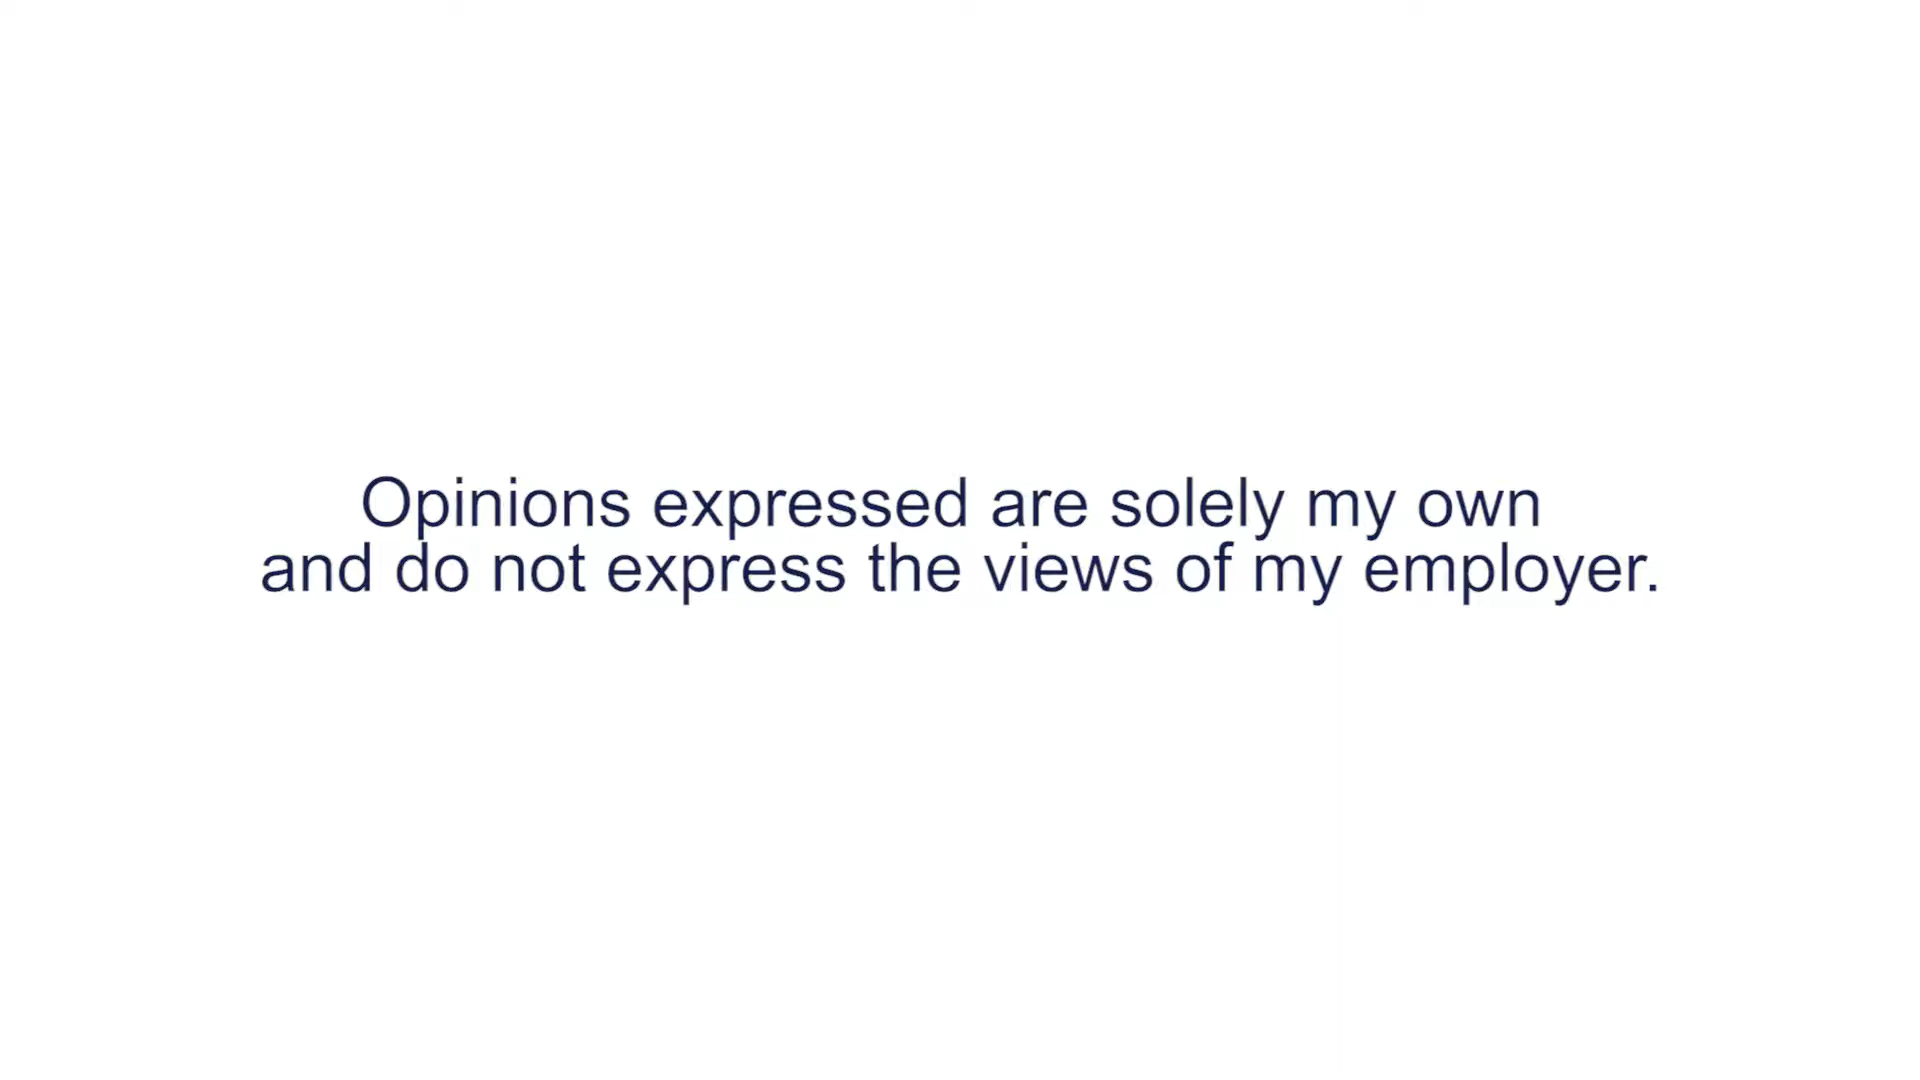 Opinions expressed are solely my own
and do not express the views of my employer.